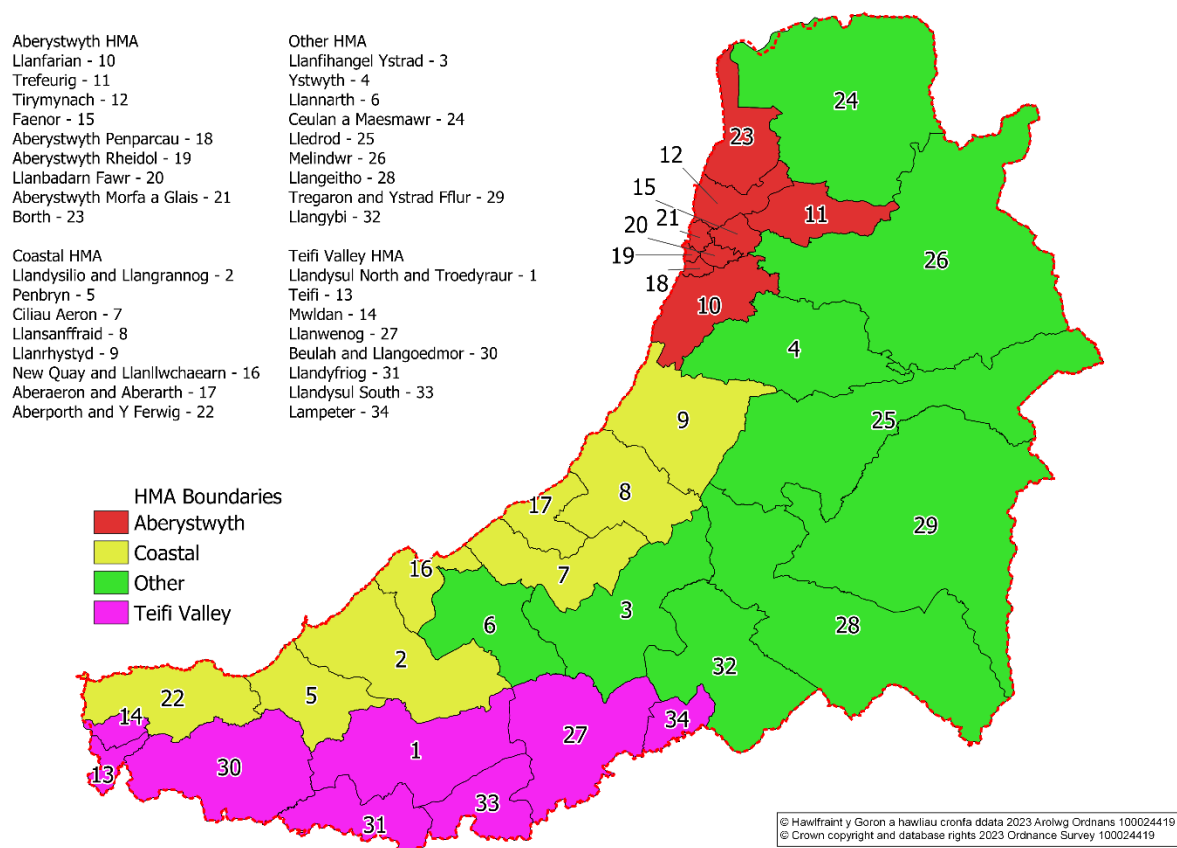 Aberystwyth HMA
Llanfarian - 10
Trefeurig - 11
Tirymynach - 12
Faenor - 15
Aberystwyth Penparcau - 18
Aberystwyth Rheidol - 19
Llanbadarn Fawr - 20
Aberystwyth Morfa a Glais - 21
Borth - 23
Other HMA
Llanfihangel Ystrad - 3
Ystwyth - 4
Llannarth - 6
Ceulan a Maesmawr - 24
Lledrod - 25
Melindwr - 26
Llangeitho - 28
Tregaron and Ystrad Fflur - 29
Llangybi - 32
Coastal HMA
Llandysilio and Llangrannog - 2
Penbryn - 5
Ciliau Aeron - 7
Llansanffraid - 8
Llanrhystyd - 9
New Quay and Llanllwchaearn - 16
Aberaeron and Aberarth - 17
Aberporth and Y Ferwig - 22
Teifi Valley HMA
Llandysul North and Troedyraur - 1
Teifi - 13
Mwldan - 14
Llanwenog - 27
Beulah and Llangoedmor - 30
Llandyfriog - 31
Llandysul South - 33
Lampeter - 34
HMA Boundaries
Aberystwyth
Coastal
Other
Teifi Valley
24
23
12
15
11
21
20
26
19
18
10
4
9
25
8
17
29
7
16
3
6
28
2
32
22
5
14
34
27
1
30
13
33
31
© Hawlfraint y Goron a hawliau cronfa ddata 2023 Arolwg Ordnans 100024419
© Crown copyright and database rights 2023 Ordnance Survey 100024419